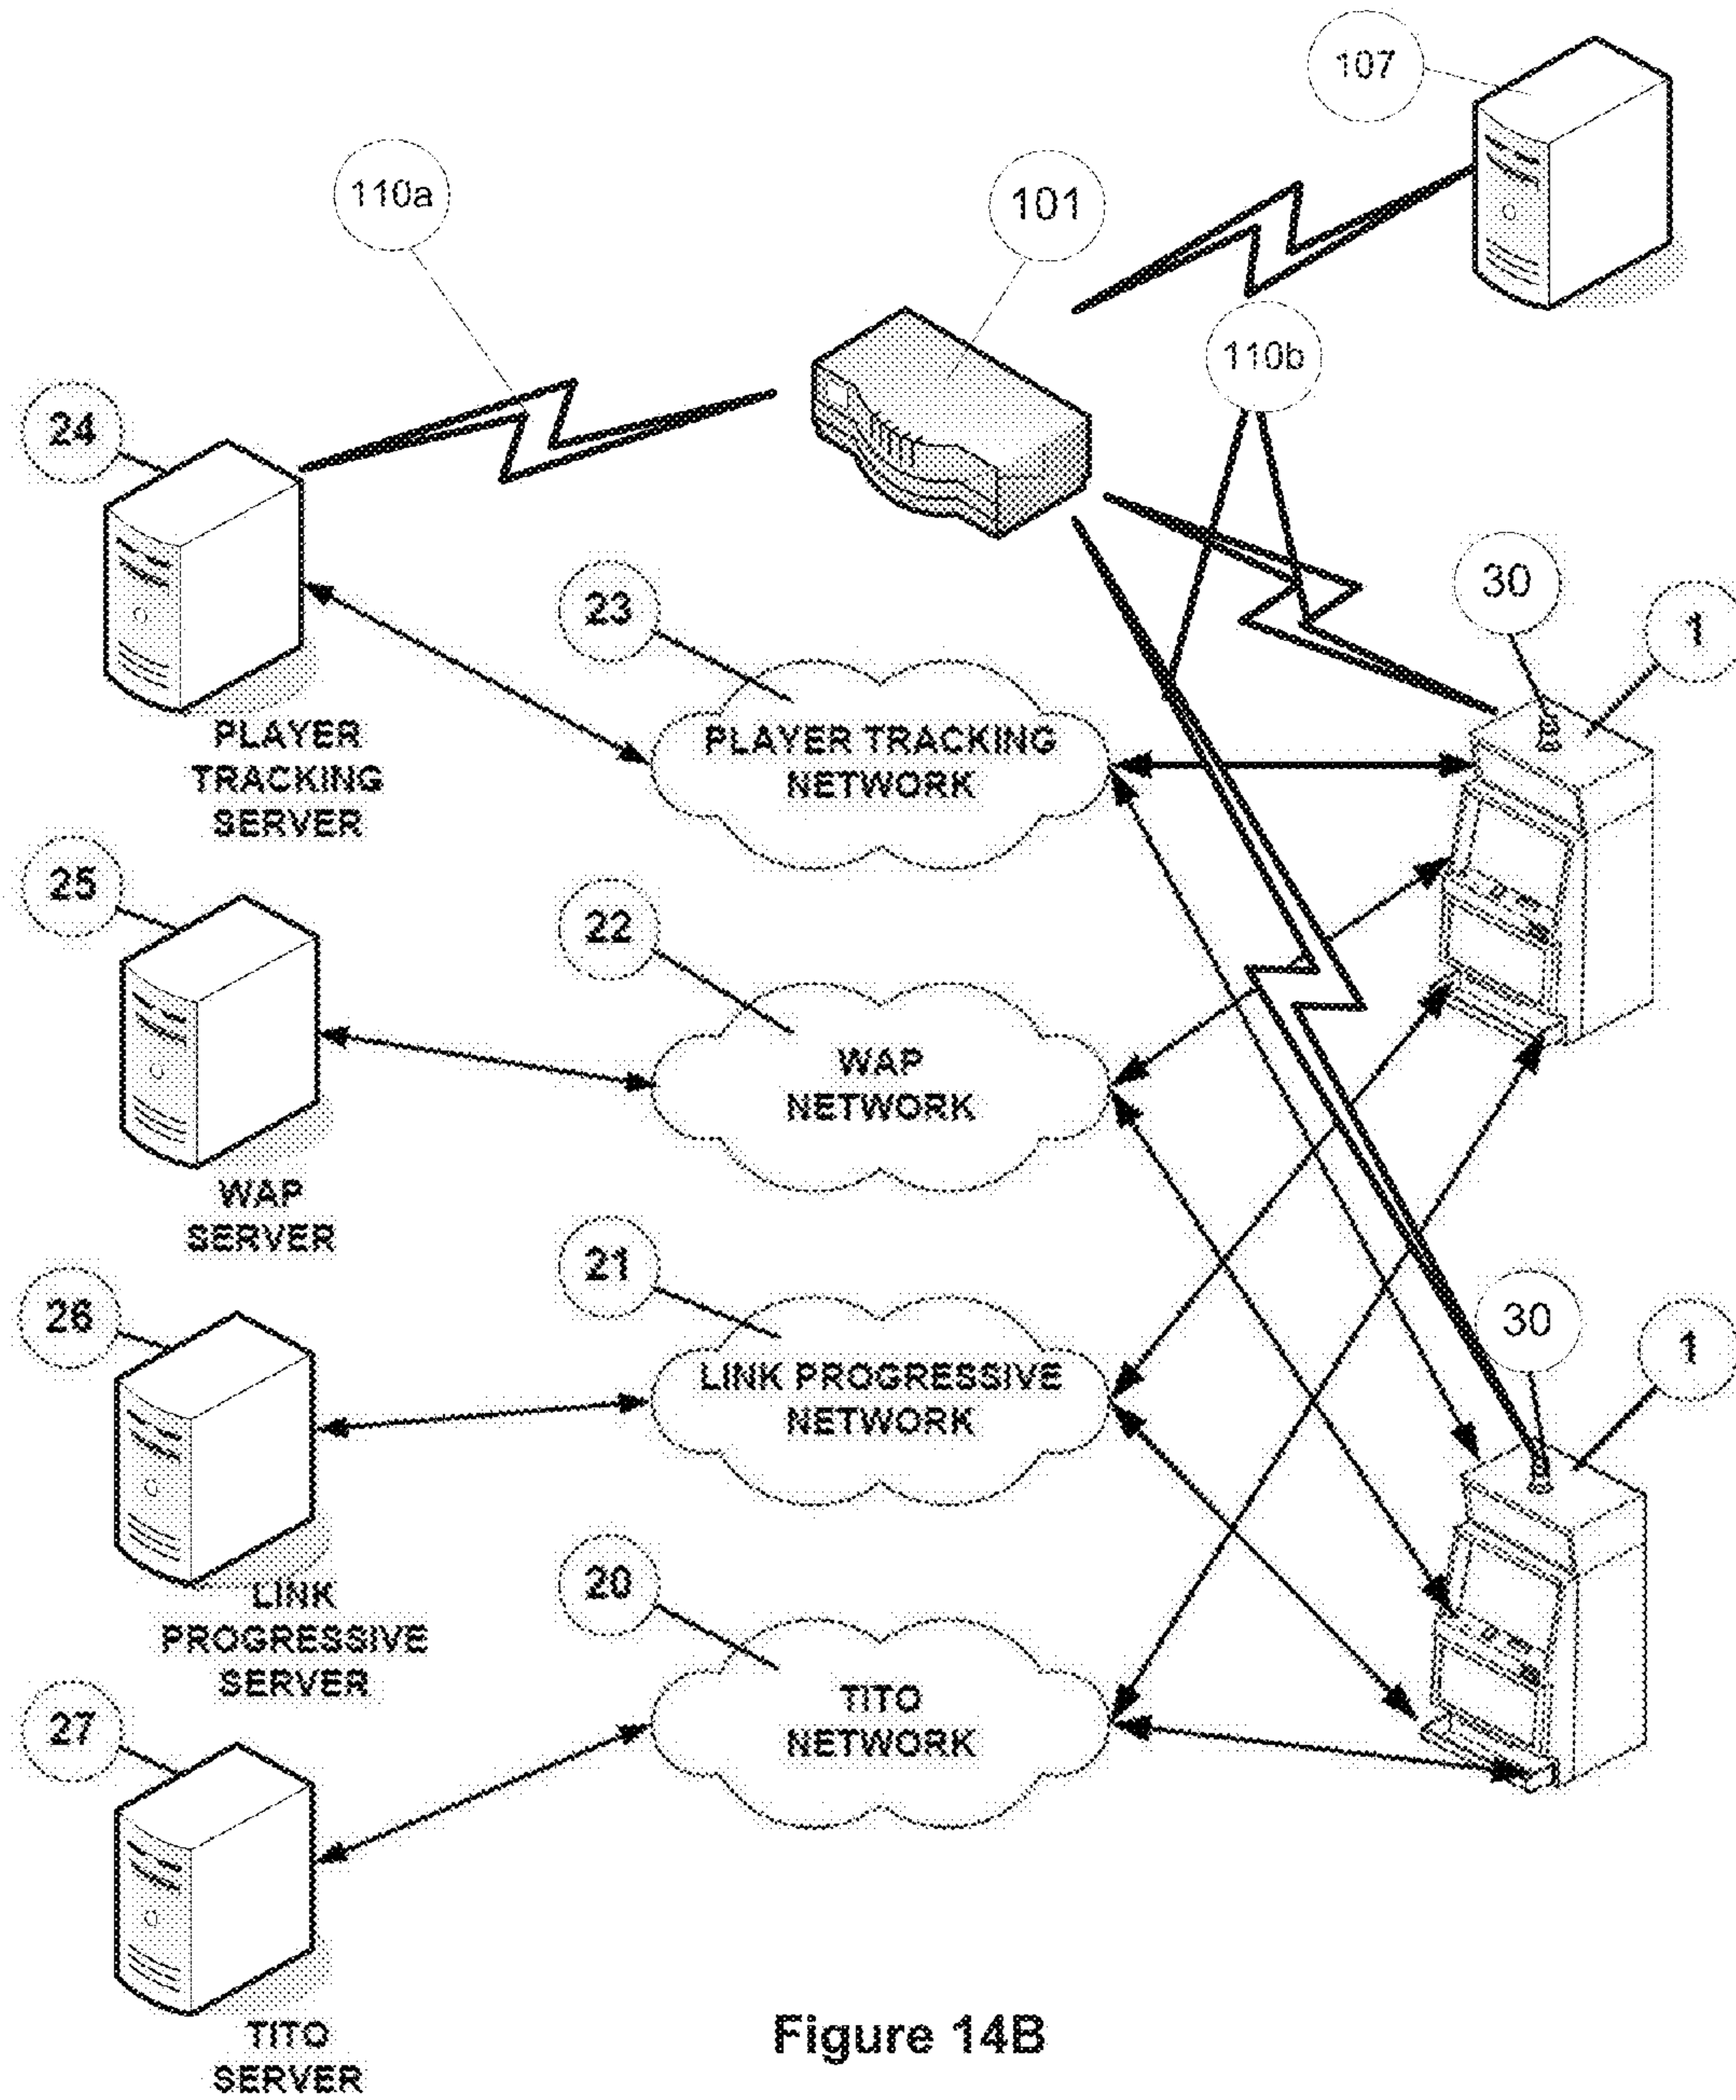 107
110a
101
110b
24
30
1
23
PLAYER
TRACKING
SERVER
PLAYER TRACKING
NETWORK
25
22
WAP
NETWORK
WAP
SERVER
21
26
30
1
LINK PROGRESSIVE
NETWORK
20
LINK
PROGRESSIVE
SERVER
27
TITO
NETWORK
TITO
SERVER
Figure 14B